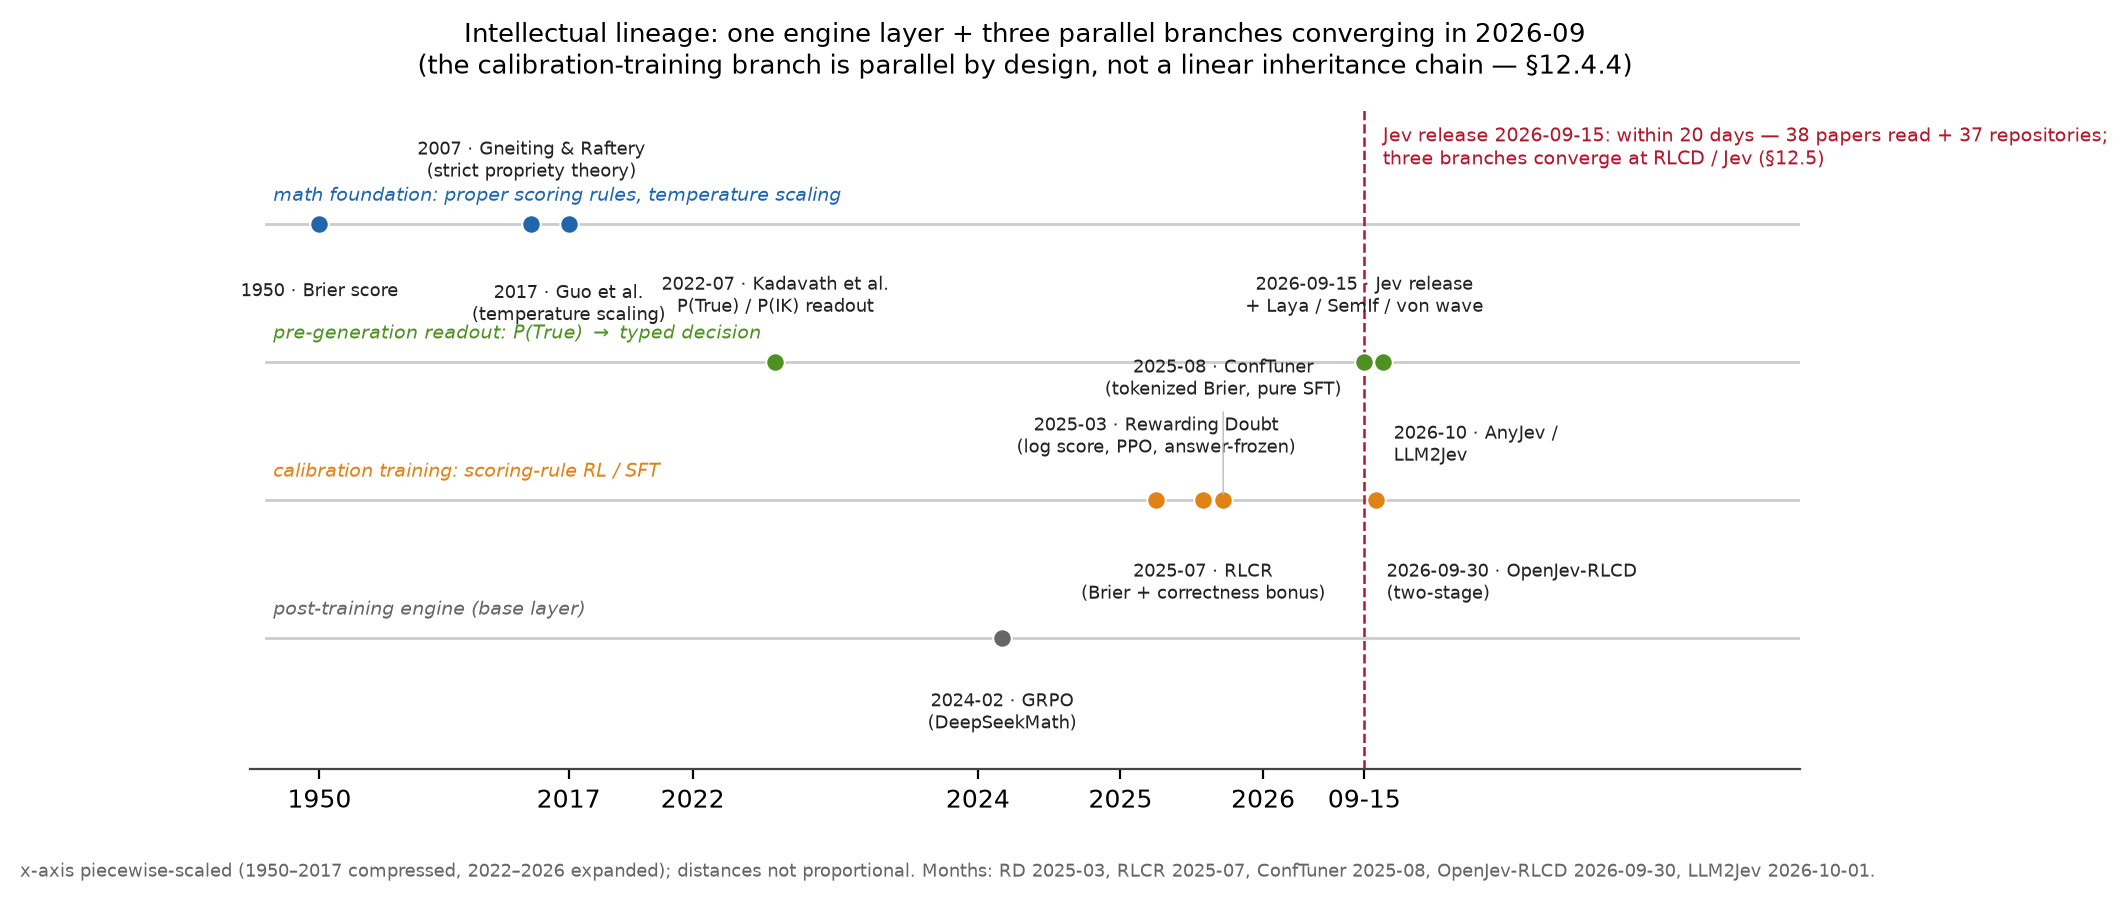 Intellectual lineage: one engine layer + three parallel branches converging in 2026-09
(the calibration-training branch is parallel by design, not a linear inheritance chain — §12.4.4)
Jev release 2026-09-15: within 20 days — 38 papers read + 37 repositories;
three branches converge at RLCD / Jev (§12.5)
2007 · Gneiting & Raftery
(strict propriety theory)
math foundation: proper scoring rules, temperature scaling
1950 · Brier score
2017 · Guo et al.
(temperature scaling)
2022-07 · Kadavath et al.
P(True) / P(IK) readout
2026-09-15 · Jev release
+ Laya / SemIf / von wave
pre-generation readout: P(True) → typed decision
2025-08 · ConfTuner
(tokenized Brier, pure SFT)
2025-03 · Rewarding Doubt
(log score, PPO, answer-frozen)
2026-10 · AnyJev /
LLM2Jev
calibration training: scoring-rule RL / SFT
2025-07 · RLCR
(Brier + correctness bonus)
2026-09-30 · OpenJev-RLCD
(two-stage)
post-training engine (base layer)
2024-02 · GRPO
(DeepSeekMath)
1950 2017 2022 2024 2025 2026 09-15
x-axis piecewise-scaled (1950–2017 compressed, 2022–2026 expanded); distances not proportional. Months: RD 2025-03, RLCR 2025-07, ConfTuner 2025-08, OpenJev-RLCD 2026-09-30, LLM2Jev 2026-10-01.